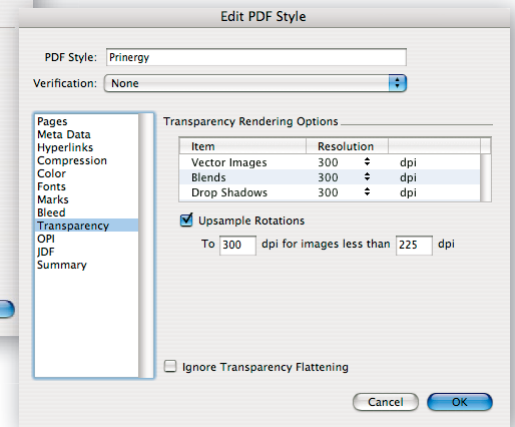 Edit PDF Style
PDF Style: Prinergy
Verification: None
Pages
Meta Data
Hyperlinks
Compression
Color
Fonts
Marks
Bleed
Transparency
OPI
JDF
Summary
Transparency Rendering Options
Item Resolution
Vector Images 300 dpi
Blends 300 dpi
Drop Shadows 300 dpi
Upsample Rotations
To 300 dpi for images less than 225 dpi
Ignore Transparency Flattening
Cancel OK